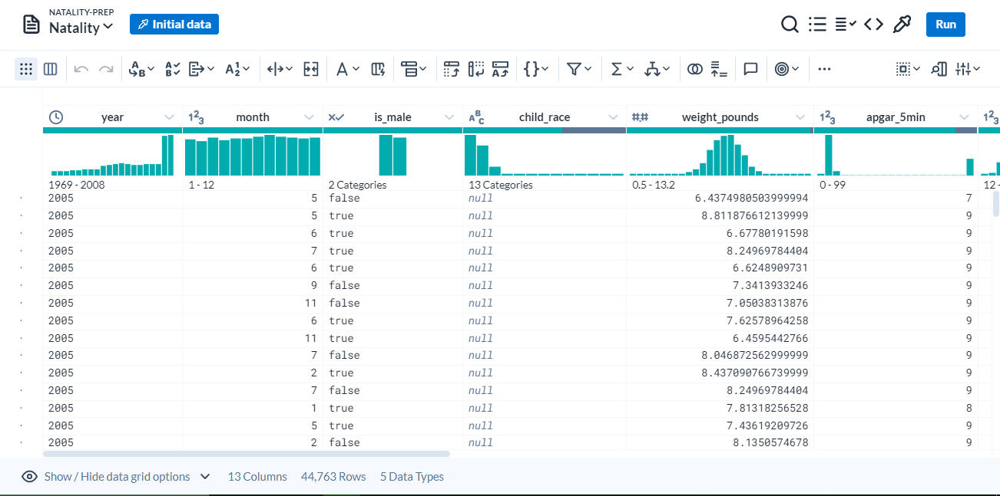 NATALITY-PREP
Natality
Initial data
Run
year month is_male child_race weight_pounds apgar_5min
1969 - 2008 1 - 12 2 Categories 13 Categories 0.5 - 13.2 0 - 99 12 -
2005 5 false null 6.4374980503999994 7
2005 5 true null 8.811876612139999 9
2005 6 true null 6.67780191598 9
2005 7 true null 8.24969784404 9
2005 6 true null 6.6248909731 9
2005 9 false null 7.3413933246 9
2005 11 false null 7.05038313876 9
2005 6 true null 7.62578964258 9
2005 11 true null 6.4595442766 9
2005 7 false null 8.046872562999999 9
2005 2 true null 8.437090766739999 9
2005 7 false null 8.24969784404 9
2005 1 true null 7.81318256528 8
2005 5 true null 7.43619209726 9
2005 2 false null 8.1350574678 9
Show / Hide data grid options 13 Columns 44,763 Rows 5 Data Types